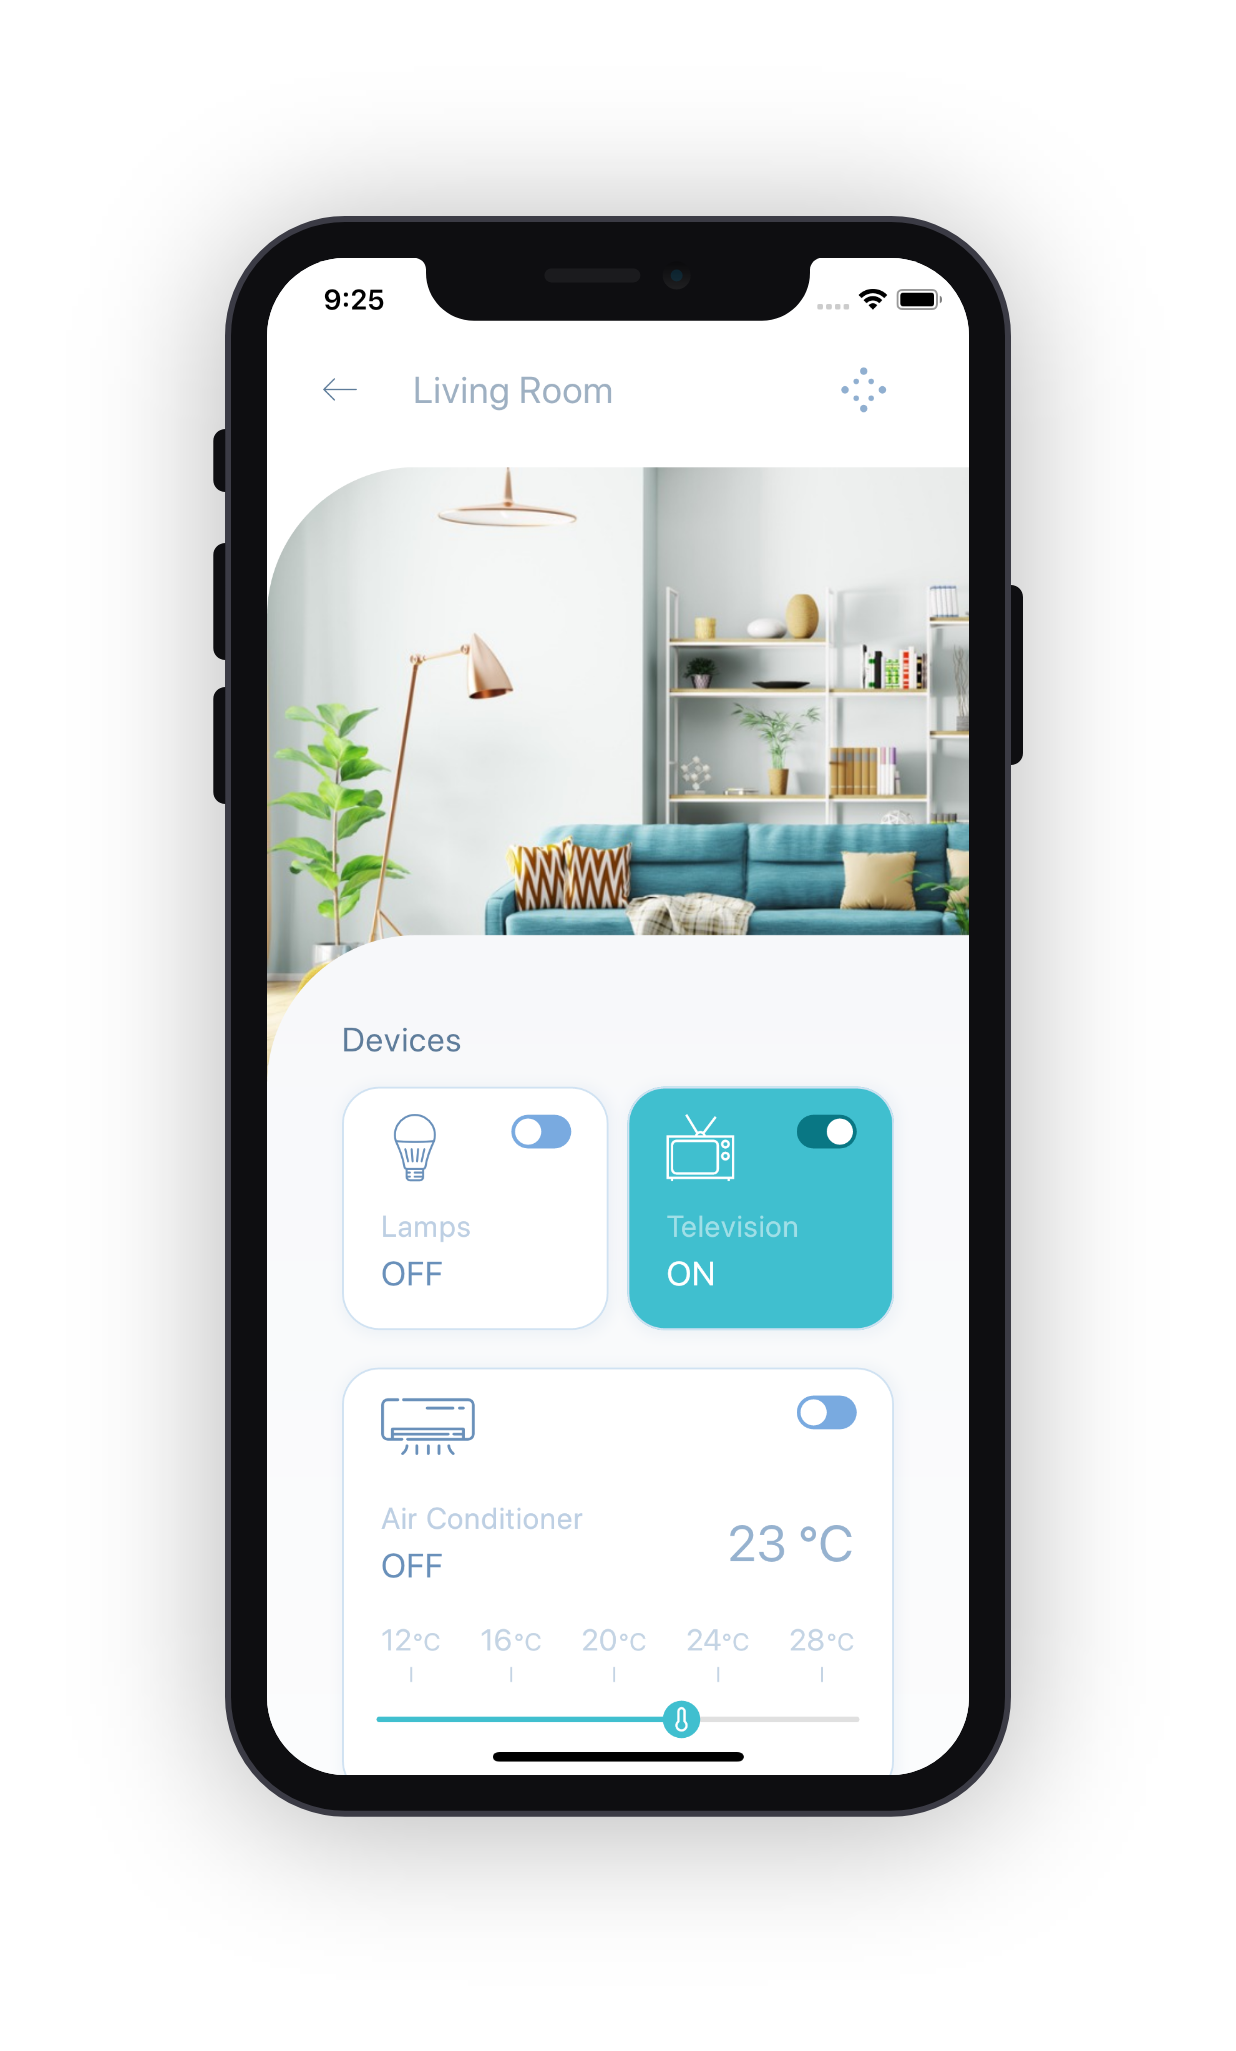 9:25
Living Room
Devices
Lamps
OFF
Television
ON
Air Conditioner
OFF
23 °C
12°C 16°C 20°C 24°C 28°C